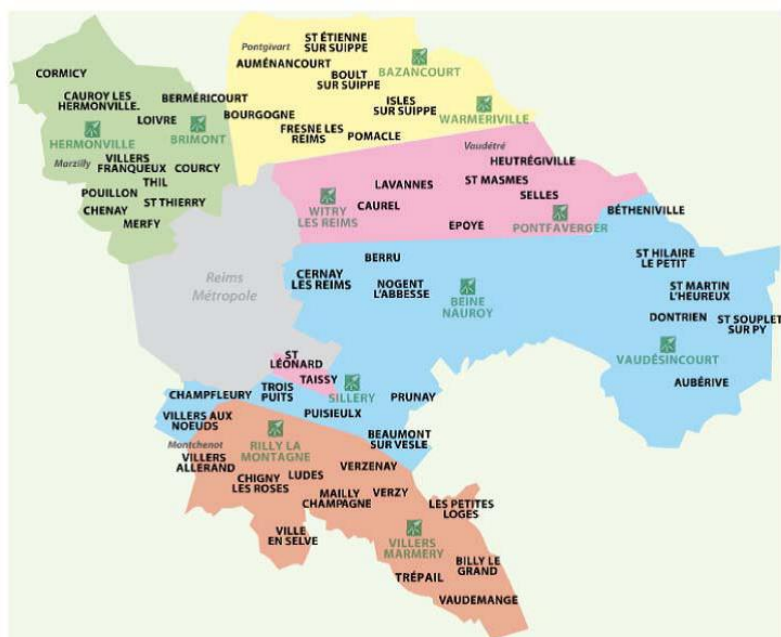 CORMICY
CAUROY LES
HERMONVILLE.
BERMÉRICOURT
LOIVRE
HERMONVILLE
BRIMONT
Marzilly
VILLERS
FRANQUEUX
COURCY
THIL
POUILLON
ST THIERRY
CHENAY
MERFY
Pontgivart
ST ÉTIENNE
SUR SUIPPE
AUMÉNANCOURT
BAZANCOURT
BOULT
SUR SUIPPE
ISLES
SUR SUIPPE
WARMERIVILLE
BOURGOGNE
FRESNE LES
REIMS
POMACLE
Vaudétré
HEUTRÉGIVILLE
LAVANNES
ST MASMES
SELLES
WITRY
LES REIMS
CAUREL
EPOYE
PONTFAVERGER
BÉTHENIVILLE
Reims
Métropole
BERRU
CERNAY
LES REIMS
NOGENT
L'ABBESSE
BEINE
NAUROY
ST HILAIRE
LE PETIT
ST MARTIN
L'HEUREUX
DONTRIEN
ST SOUPLET
SUR PY
VAUDÉSINCOURT
AUBÉRIVE
ST
LÉONARD
TAISSY
CHAMPFLEURY
TROIS
PUITS
SILLERY
PRUNAY
VILLERS AUX
NOEUDS
PUISIEULX
BEAUMONT
SUR VESLE
Montchenot
RILLY LA
MONTAGNE
VILLERS
ALLERAND
VERZENAY
CHIGNY
LES ROSES
LUDES
MAILLY
CHAMPAGNE
VERZY
LES PETITES
LOGES
VILLE
EN SELVE
VILLERS
MARMERY
BILLY LE
GRAND
TRÉPAIL
VAUDEMANGE